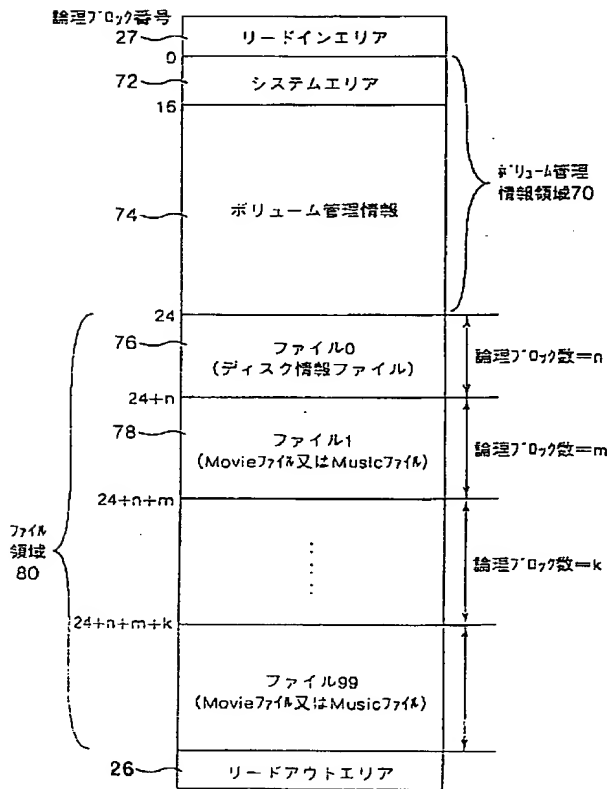 論理ブロック番号
27
リードインエリア
0
72
システムエリア
16
ボリューム管理
情報領域70
74
ボリューム管理情報
24
76
ファイル0
(ディスク情報ファイル)
論理ブロック数=n
24+n
78
ファイル1
(Movieファイル又はMusicファイル)
論理ブロック数=m
24+n+m
ファイル
領域
80
論理ブロック数=k
24+n+m+k
ファイル99
(Movieファイル又はMusicファイル)
26
リードアウトエリア